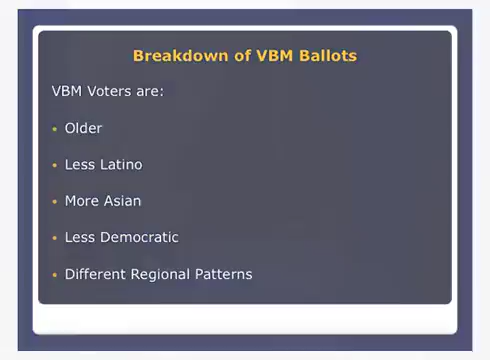 Breakdown of VBM Ballots
VBM Voters are:
• Older
• Less Latino
• More Asian
• Less Democratic
• Different Regional Patterns